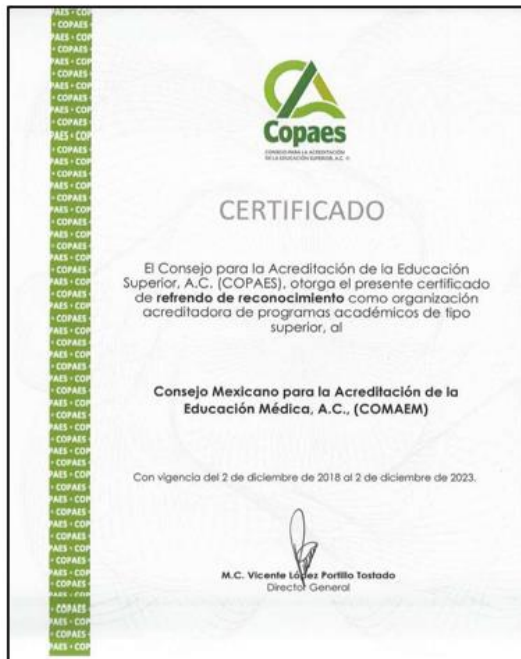 Copaes
CONSEJO PARA LA ACREDITACIÓN
DE LA EDUCACIÓN SUPERIOR, A.C. ®
CERTIFICADO
El Consejo para la Acreditación de la Educación
Superior, A.C. (COPAES), otorga el presente certificado
de refrendo de reconocimiento como organización
acreditadora de programas académicos de tipo
superior, al
Consejo Mexicano para la Acreditación de la
Educación Médica, A.C., (COMAEM)
Con vigencia del 2 de diciembre de 2018 al 2 de diciembre de 2023.
M.C. Vicente López Portillo Tostado
Director General